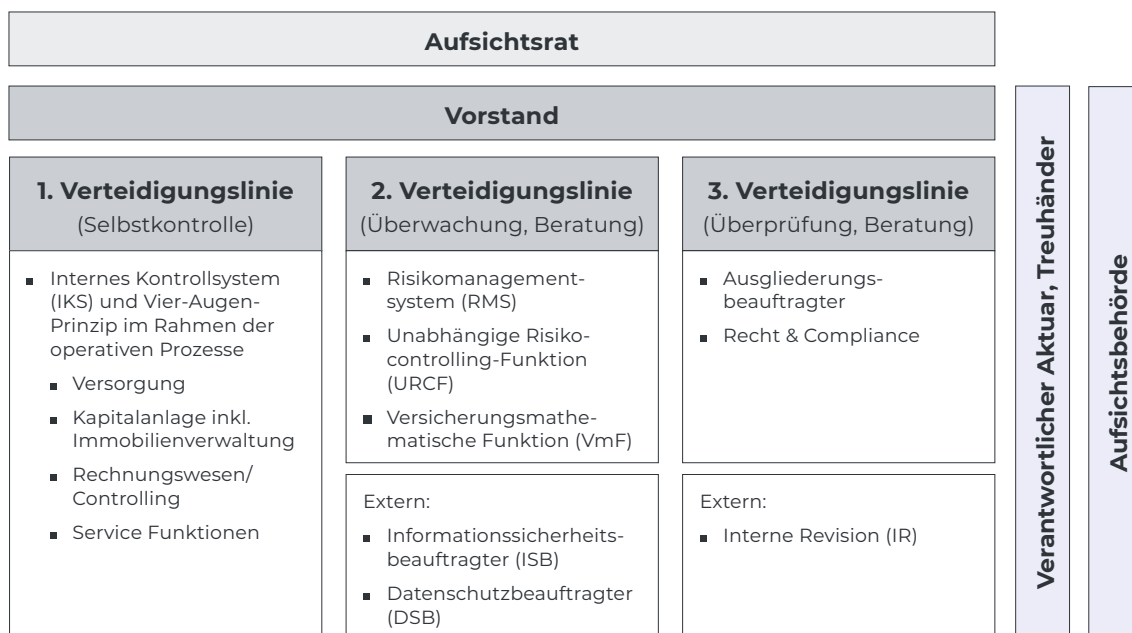 Aufsichtsrat
Vorstand
1. Verteidigungslinie
(Selbstkontrolle)
▪ Internes Kontrollsystem
(IKS) und Vier-Augen-
Prinzip im Rahmen der
operativen Prozesse
▪ Versorgung
▪ Kapitalanlage inkl.
Immobilienverwaltung
▪ Rechnungswesen/
Controlling
▪ Service Funktionen
2. Verteidigungslinie
(Überwachung, Beratung)
▪ Risikomanagement-
system (RMS)
▪ Unabhängige Risiko-
controlling-Funktion
(URCF)
▪ Versicherungsmathe-
matische Funktion (VmF)
Extern:
▪ Informationssicherheits-
beauftragter (ISB)
▪ Datenschutzbeauftragter
(DSB)
3. Verteidigungslinie
(Überprüfung, Beratung)
▪ Ausgliederungs-
beauftragter
▪ Recht & Compliance
Extern:
▪ Interne Revision (IR)
Verantwortlicher Aktuar, Treuhänder
Aufsichtsbehörde